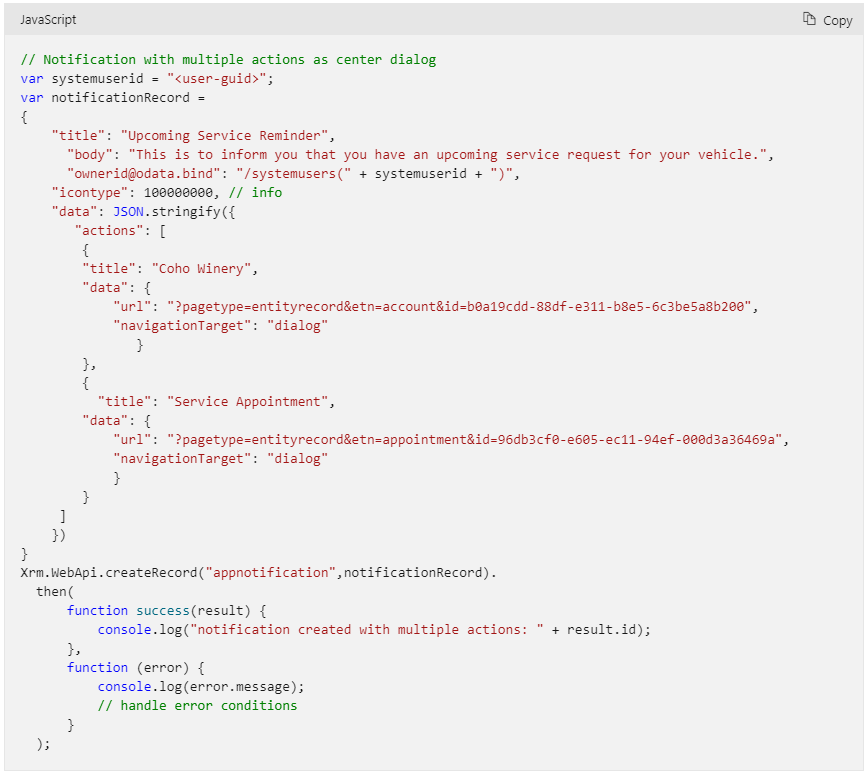 JavaScript
Copy
// Notification with multiple actions as center dialog
var systemuserid = "<user-guid>";
var notificationRecord =
{
    "title": "Upcoming Service Reminder",
      "body": "This is to inform you that you have an upcoming service request for your vehicle.",
      "ownerid@odata.bind": "/systemusers(" + systemuserid + ")",
    "icontype": 100000000, // info
    "data": JSON.stringify({
       "actions": [
        {
        "title": "Coho Winery",
        "data": {
            "url": "?pagetype=entityrecord&etn=account&id=b0a19cdd-88df-e311-b8e5-6c3be5a8b200",
            "navigationTarget": "dialog"
               }
        },
        {
          "title": "Service Appointment",
        "data": {
            "url": "?pagetype=entityrecord&etn=appointment&id=96db3cf0-e605-ec11-94ef-000d3a36469a",
            "navigationTarget": "dialog"
            }
        }
     ]
    })
}
Xrm.WebApi.createRecord("appnotification",notificationRecord).
  then(
      function success(result) {
          console.log("notification created with multiple actions: " + result.id);
      },
      function (error) {
          console.log(error.message);
          // handle error conditions
      }
  );